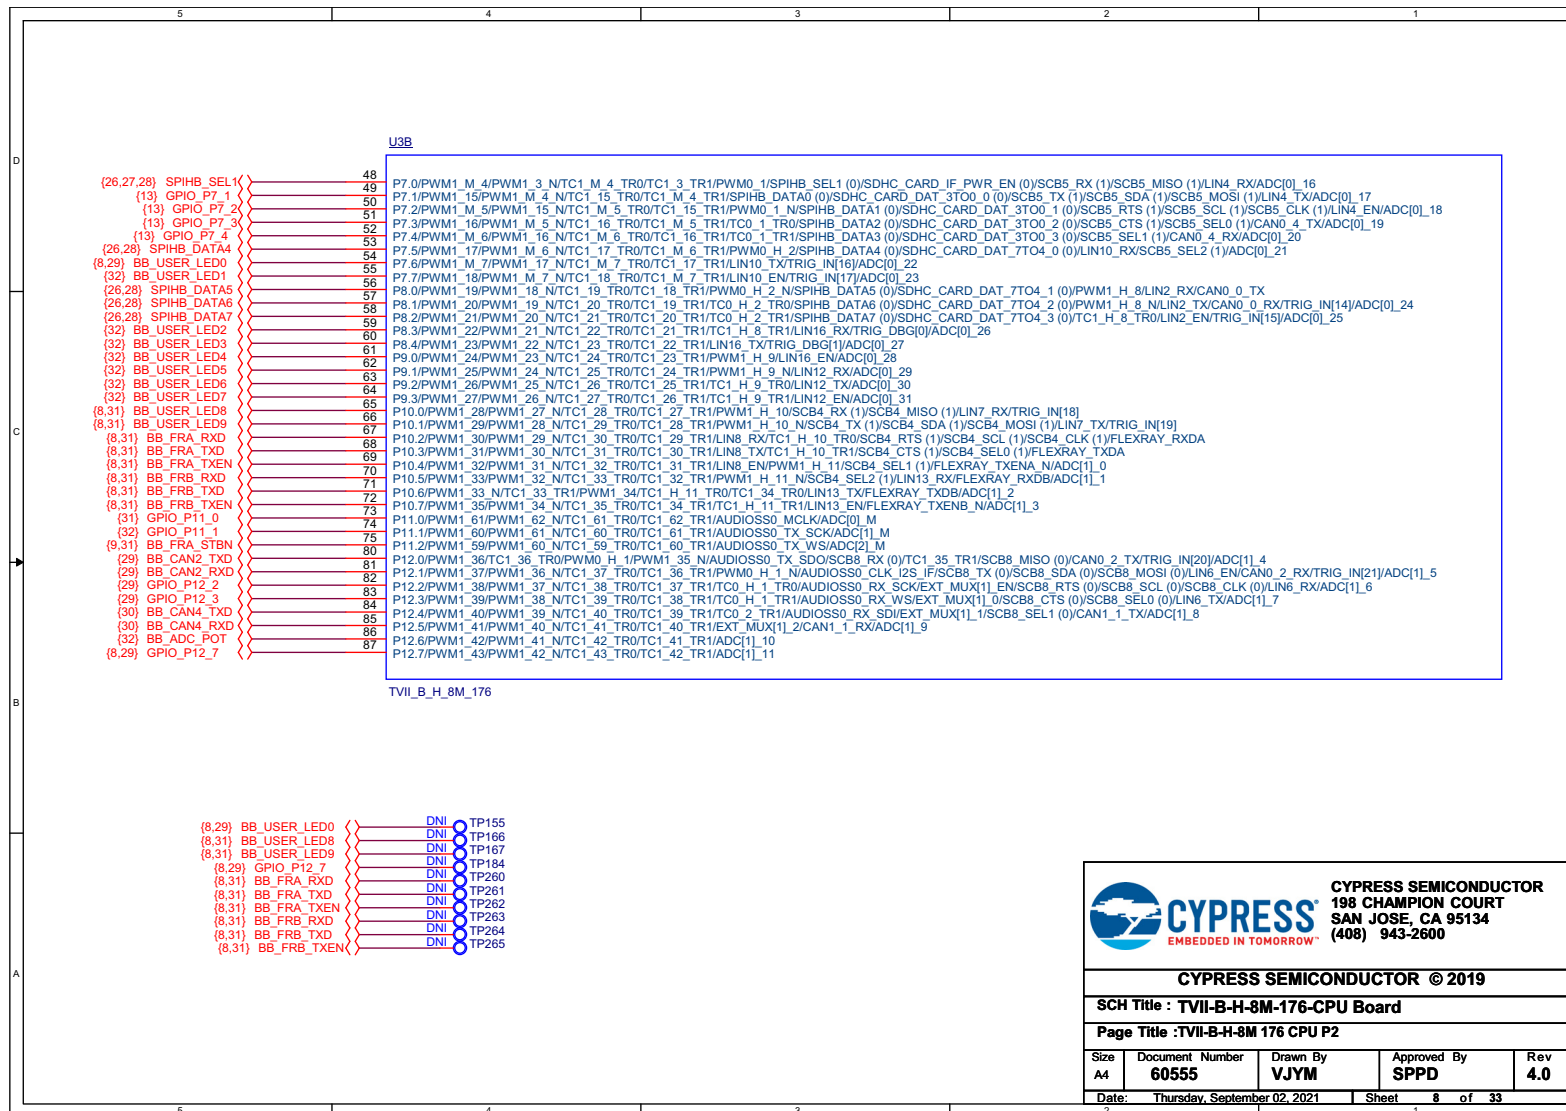 5 4 3 2 1
D
C
B
A
U3B
{26,27,28} SPIHB_SEL1 48 P7.0/PWM1_M_4/PWM1_3_N/TC1_M_4_TR0/TC1_3_TR1/PWM0_1/SPIHB_SEL1 (0)/SDHC_CARD_IF_PWR_EN (0)/SCB5_RX (1)/SCB5_MISO (1)/LIN4_RX/ADC[0]_16
{13} GPIO_P7_1 49 P7.1/PWM1_15/PWM1_M_4_N/TC1_15_TR0/TC1_M_4_TR1/SPIHB_DATA0 (0)/SDHC_CARD_DAT_3TO0_0 (0)/SCB5_TX (1)/SCB5_SDA (1)/SCB5_MOSI (1)/LIN4_TX/ADC[0]_17
{13} GPIO_P7_2 50 P7.2/PWM1_M_5/PWM1_15_N/TC1_M_5_TR0/TC1_15_TR1/PWM0_1_N/SPIHB_DATA1 (0)/SDHC_CARD_DAT_3TO0_1 (0)/SCB5_RTS (1)/SCB5_SCL (1)/SCB5_CLK (1)/LIN4_EN/ADC[0]_18
{13} GPIO_P7_3 51 P7.3/PWM1_16/PWM1_M_5_N/TC1_16_TR0/TC1_M_5_TR1/TC0_1_TR0/SPIHB_DATA2 (0)/SDHC_CARD_DAT_3TO0_2 (0)/SCB5_CTS (1)/SCB5_SEL0 (1)/CAN0_4_TX/ADC[0]_19
{13} GPIO_P7_4 52 P7.4/PWM1_M_6/PWM1_16_N/TC1_M_6_TR0/TC1_16_TR1/TC0_1_TR1/SPIHB_DATA3 (0)/SDHC_CARD_DAT_3TO0_3 (0)/SCB5_SEL1 (1)/CAN0_4_RX/ADC[0]_20
{26,28} SPIHB_DATA4 53 P7.5/PWM1_17/PWM1_M_6_N/TC1_17_TR0/TC1_M_6_TR1/PWM0_H_2/SPIHB_DATA4 (0)/SDHC_CARD_DAT_7TO4_0 (0)/LIN10_RX/SCB5_SEL2 (1)/ADC[0]_21
{8,29} BB_USER_LED0 54 P7.6/PWM1_M_7/PWM1_17_N/TC1_M_7_TR0/TC1_17_TR1/LIN10_TX/TRIG_IN[16]/ADC[0]_22
{32} BB_USER_LED1 55 P7.7/PWM1_18/PWM1_M_7_N/TC1_18_TR0/TC1_M_7_TR1/LIN10_EN/TRIG_IN[17]/ADC[0]_23
{26,28} SPIHB_DATA5 56 P8.0/PWM1_19/PWM1_18_N/TC1_19_TR0/TC1_18_TR1/PWM0_H_2_N/SPIHB_DATA5 (0)/SDHC_CARD_DAT_7TO4_1 (0)/PWM1_H_8/LIN2_RX/CAN0_0_TX
{26,28} SPIHB_DATA6 57 P8.1/PWM1_20/PWM1_19_N/TC1_20_TR0/TC1_19_TR1/TC0_H_2_TR0/SPIHB_DATA6 (0)/SDHC_CARD_DAT_7TO4_2 (0)/PWM1_H_8_N/LIN2_TX/CAN0_0_RX/TRIG_IN[14]/ADC[0]_24
{26,28} SPIHB_DATA7 58 P8.2/PWM1_21/PWM1_20_N/TC1_21_TR0/TC1_20_TR1/TC0_H_2_TR1/SPIHB_DATA7 (0)/SDHC_CARD_DAT_7TO4_3 (0)/TC1_H_8_TR0/LIN2_EN/TRIG_IN[15]/ADC[0]_25
{32} BB_USER_LED2 59 P8.3/PWM1_22/PWM1_21_N/TC1_22_TR0/TC1_21_TR1/TC1_H_8_TR1/LIN16_RX/TRIG_DBG[0]/ADC[0]_26
{32} BB_USER_LED3 60 P8.4/PWM1_23/PWM1_22_N/TC1_23_TR0/TC1_22_TR1/LIN16_TX/TRIG_DBG[1]/ADC[0]_27
{32} BB_USER_LED4 61 P9.0/PWM1_24/PWM1_23_N/TC1_24_TR0/TC1_23_TR1/PWM1_H_9/LIN16_EN/ADC[0]_28
{32} BB_USER_LED5 62 P9.1/PWM1_25/PWM1_24_N/TC1_25_TR0/TC1_24_TR1/PWM1_H_9_N/LIN12_RX/ADC[0]_29
{32} BB_USER_LED6 63 P9.2/PWM1_26/PWM1_25_N/TC1_26_TR0/TC1_25_TR1/TC1_H_9_TR0/LIN12_TX/ADC[0]_30
{32} BB_USER_LED7 64 P9.3/PWM1_27/PWM1_26_N/TC1_27_TR0/TC1_26_TR1/TC1_H_9_TR1/LIN12_EN/ADC[0]_31
{8,31} BB_USER_LED8 65 P10.0/PWM1_28/PWM1_27_N/TC1_28_TR0/TC1_27_TR1/PWM1_H_10/SCB4_RX (1)/SCB4_MISO (1)/LIN7_RX/TRIG_IN[18]
{8,31} BB_USER_LED9 66 P10.1/PWM1_29/PWM1_28_N/TC1_29_TR0/TC1_28_TR1/PWM1_H_10_N/SCB4_TX (1)/SCB4_SDA (1)/SCB4_MOSI (1)/LIN7_TX/TRIG_IN[19]
{8,31} BB_FRA_RXD 67 P10.2/PWM1_30/PWM1_29_N/TC1_30_TR0/TC1_29_TR1/LIN8_RX/TC1_H_10_TR0/SCB4_RTS (1)/SCB4_SCL (1)/SCB4_CLK (1)/FLEXRAY_RXDA
{8,31} BB_FRA_TXD 68 P10.3/PWM1_31/PWM1_30_N/TC1_31_TR0/TC1_30_TR1/LIN8_TX/TC1_H_10_TR1/SCB4_CTS (1)/SCB4_SEL0 (1)/FLEXRAY_TXDA
{8,31} BB_FRA_TXEN 69 P10.4/PWM1_32/PWM1_31_N/TC1_32_TR0/TC1_31_TR1/LIN8_EN/PWM1_H_11/SCB4_SEL1 (1)/FLEXRAY_TXENA_N/ADC[1]_0
{8,31} BB_FRB_RXD 70 P10.5/PWM1_33/PWM1_32_N/TC1_33_TR0/TC1_32_TR1/PWM1_H_11_N/SCB4_SEL2 (1)/LIN13_RX/FLEXRAY_RXDB/ADC[1]_1
{8,31} BB_FRB_TXD 71 P10.6/PWM1_33_N/TC1_33_TR1/PWM1_34/TC1_H_11_TR0/TC1_34_TR0/LIN13_TX/FLEXRAY_TXDB/ADC[1]_2
{8,31} BB_FRB_TXEN 72 P10.7/PWM1_35/PWM1_34_N/TC1_35_TR0/TC1_34_TR1/TC1_H_11_TR1/LIN13_EN/FLEXRAY_TXENB_N/ADC[1]_3
{31} GPIO_P11_0 73 P11.0/PWM1_61/PWM1_62_N/TC1_61_TR0/TC1_62_TR1/AUDIOSS0_MCLK/ADC[0]_M
{32} GPIO_P11_1 74 P11.1/PWM1_60/PWM1_61_N/TC1_60_TR0/TC1_61_TR1/AUDIOSS0_TX_SCK/ADC[1]_M
{9,31} BB_FRA_STBN 75 P11.2/PWM1_59/PWM1_60_N/TC1_59_TR0/TC1_60_TR1/AUDIOSS0_TX_WS/ADC[2]_M
{29} BB_CAN2_TXD 80 P12.0/PWM1_36/TC1_36_TR0/PWM0_H_1/PWM1_35_N/AUDIOSS0_TX_SDO/SCB8_RX (0)/TC1_35_TR1/SCB8_MISO (0)/CAN0_2_TX/TRIG_IN[20]/ADC[1]_4
{29} BB_CAN2_RXD 81 P12.1/PWM1_37/PWM1_36_N/TC1_37_TR0/TC1_36_TR1/PWM0_H_1_N/AUDIOSS0_CLK_I2S_IF/SCB8_TX (0)/SCB8_SDA (0)/SCB8_MOSI (0)/LIN6_EN/CAN0_2_RX/TRIG_IN[21]/ADC[1]_5
{29} GPIO_P12_2 82 P12.2/PWM1_38/PWM1_37_N/TC1_38_TR0/TC1_37_TR1/TC0_H_1_TR0/AUDIOSS0_RX_SCK/EXT_MUX[1]_EN/SCB8_RTS (0)/SCB8_SCL (0)/SCB8_CLK (0)/LIN6_RX/ADC[1]_6
{29} GPIO_P12_3 83 P12.3/PWM1_39/PWM1_38_N/TC1_39_TR0/TC1_38_TR1/TC0_H_1_TR1/AUDIOSS0_RX_WS/EXT_MUX[1]_0/SCB8_CTS (0)/SCB8_SEL0 (0)/LIN6_TX/ADC[1]_7
{30} BB_CAN4_TXD 84 P12.4/PWM1_40/PWM1_39_N/TC1_40_TR0/TC1_39_TR1/TC0_2_TR1/AUDIOSS0_RX_SDI/EXT_MUX[1]_1/SCB8_SEL1 (0)/CAN1_1_TX/ADC[1]_8
{30} BB_CAN4_RXD 85 P12.5/PWM1_41/PWM1_40_N/TC1_41_TR0/TC1_40_TR1/EXT_MUX[1]_2/CAN1_1_RX/ADC[1]_9
{32} BB_ADC_POT 86 P12.6/PWM1_42/PWM1_41_N/TC1_42_TR0/TC1_41_TR1/ADC[1]_10
{8,29} GPIO_P12_7 87 P12.7/PWM1_43/PWM1_42_N/TC1_43_TR0/TC1_42_TR1/ADC[1]_11
TVII_B_H_8M_176
{8,29} BB_USER_LED0 DNI TP155
{8,31} BB_USER_LED8 DNI TP166
{8,31} BB_USER_LED9 DNI TP167
{8,29} GPIO_P12_7 DNI TP184
{8,31} BB_FRA_RXD DNI TP260
{8,31} BB_FRA_TXD DNI TP261
{8,31} BB_FRA_TXEN DNI TP262
{8,31} BB_FRB_RXD DNI TP263
{8,31} BB_FRB_TXD DNI TP264
{8,31} BB_FRB_TXEN DNI TP265
CYPRESS
EMBEDDED IN TOMORROW™
CYPRESS SEMICONDUCTOR
198 CHAMPION COURT
SAN JOSE, CA 95134
(408) 943-2600
CYPRESS SEMICONDUCTOR © 2019
SCH Title : TVII-B-H-8M-176-CPU Board
Page Title :TVII-B-H-8M 176 CPU P2
Size Document Number Drawn By Approved By Rev
A4 60555 VJYM SPPD 4.0
Date: Thursday, September 02, 2021 Sheet 8 of 33
5 4 3 2 1